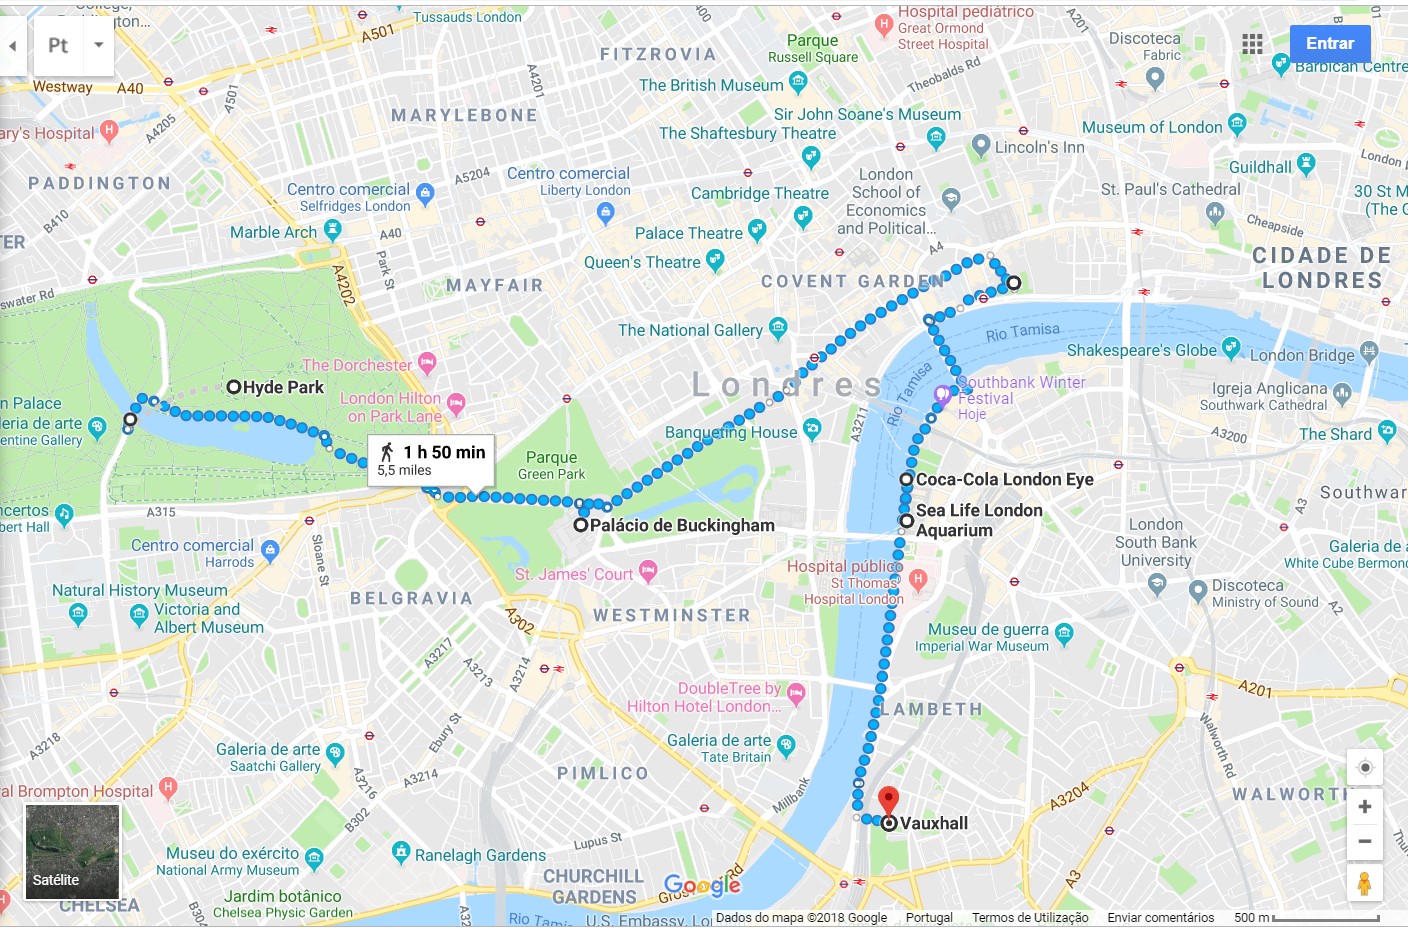 College,
Paddington...
Tussauds London
A501
FITZROVIA
A400
Parque
Russell Square
Hospital pediátrico
Great Ormond
Street Hospital
A201
Discoteca
Fabric
Entrar
Barbican Centre
Pt
Westway
A40
A501
A4201
The British Museum
Theobalds Rd
ary's Hospital
A4205
MARYLEBONE
Sir John Soane's Museum
The Shaftesbury Theatre
Museum of London
Lincoln's Inn
London
Guildhall
PADDINGTON
A5204
Centro comercial
Selfridges London
Centro comercial
Liberty London
Cambridge Theatre
London
School of
Economics
and Political...
St. Paul's Cathedral
30 St M
(The G
B410
Marble Arch
A40
Palace Theatre
A4
Cheapside
TER
Park St
Queen's Theatre
CIDADE DE
LONDRES
swater Rd
A4202
MAYFAIR
COVENT GARDEN
The National Gallery
Rio Tamisa
Shakespeare's Globe
London Bridge
The Dorchester
Hyde Park
Londres
Rio Tamisa
Southbank Winter
Festival
Hoje
Igreja Anglicana
Southwark Cathedral
n Palace
London Hilton
on Park Lane
leria de arte
entine Gallery
Banqueting House
A3211
A3200
The Shard
1 h 50 min
5,5 miles
Parque
Green Park
Coca-Cola London Eye
Southwar
ncertos
bert Hall
A315
Palácio de Buckingham
Sea Life London
Aquarium
London
South Bank
University
Centro comercial
Harrods
Sloane St
St. James' Court
Hospital público
St Thomas'
Hospital London
Galeria de a
White Cube Bermond
Natural History Museum
Victoria and
Albert Museum
BELGRAVIA
A302
WESTMINSTER
Discoteca
Ministry of Sound
A2
Museu de guerra
Imperial War Museum
A3217
A3213
A3214
DoubleTree by
Hilton Hotel London...
LAMBETH
A201
A3218
Ebury St
Galeria de arte
Saatchi Gallery
Galeria de arte
Tate Britain
Walworth Rd
A3216
A3214
PIMLICO
al Brompton Hospital
Millbank
A3204
WALWORTH
B302
Vauxhall
Lupus St
Museu do exército
National Army Museum
Ranelagh Gardens
Satélite
CHURCHILL
GARDENS
Google
A3
Jardim botânico
Chelsea Physic Garden
CHELSEA
Rio Tami
U.S. Embassy, Lon
Dados do mapa ©2018 Google
Portugal
Termos de Utilização
Enviar comentários
500 m